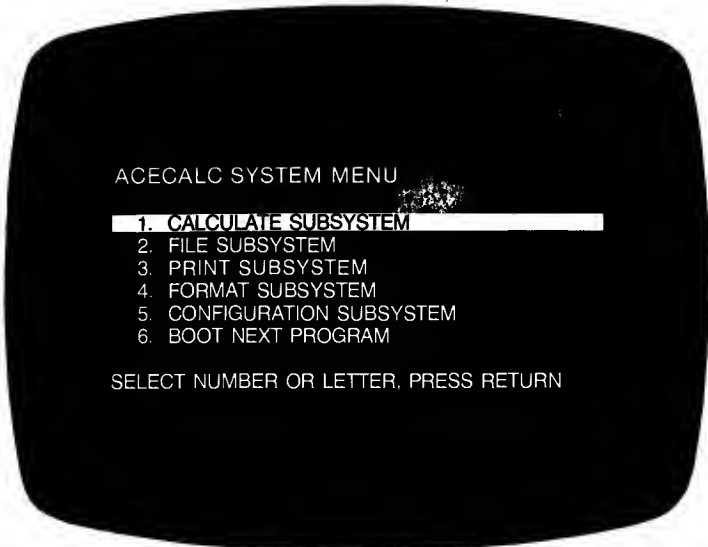 ACECALC SYSTEM MENU
1. CALCULATE SUBSYSTEM
2. FILE SUBSYSTEM
3. PRINT SUBSYSTEM
4. FORMAT SUBSYSTEM
5. CONFIGURATION SUBSYSTEM
6. BOOT NEXT PROGRAM
SELECT NUMBER OR LETTER, PRESS RETURN